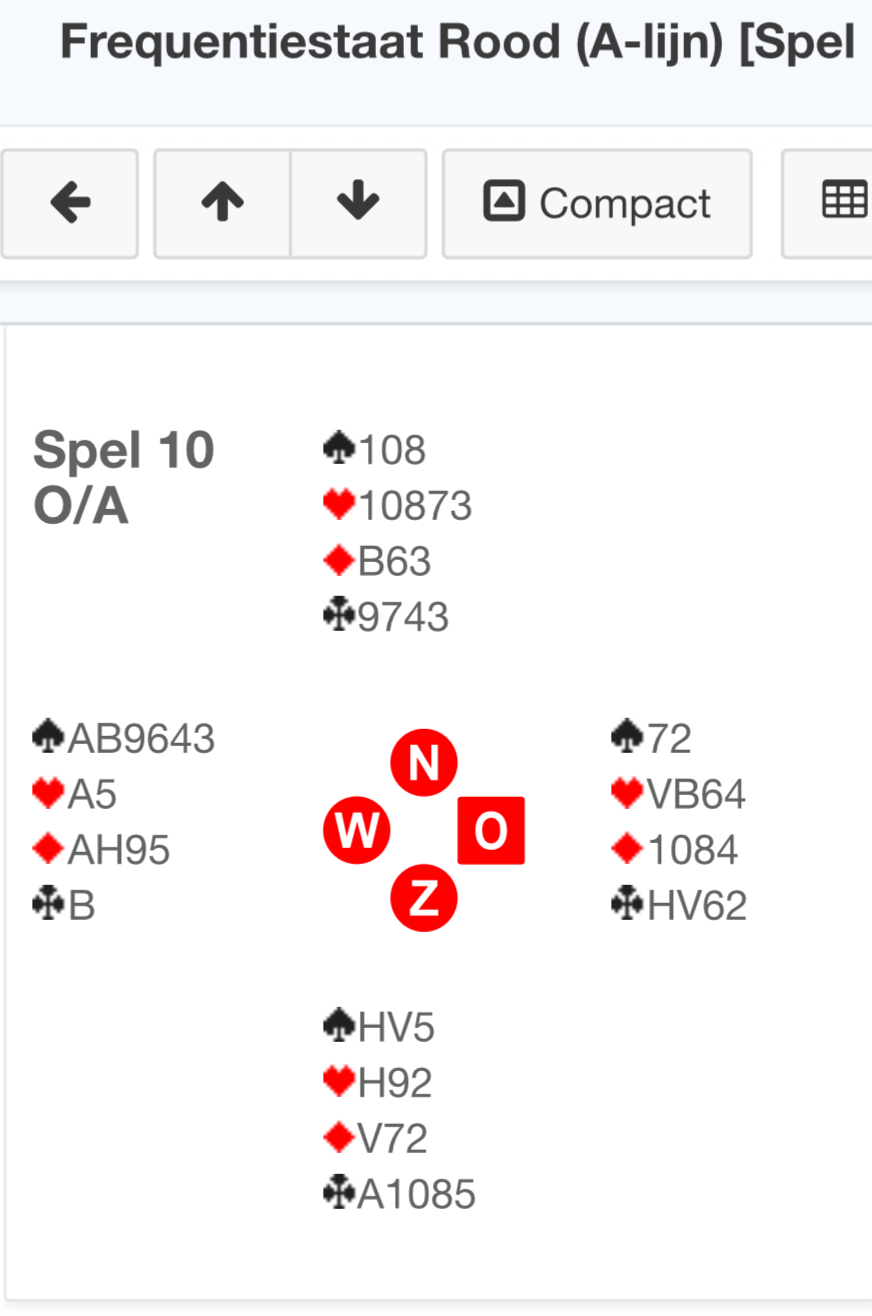 Frequentiestaat Rood (A-lijn) [Spel
Compact
Spel 10
O/A
♠108
♥10873
♦B63
♣9743
♠AB9643
♥A5
♦AH95
♣B
N
W
O
Z
♠72
♥VB64
♦1084
♣HV62
♠HV5
♥H92
♦V72
♣A1085